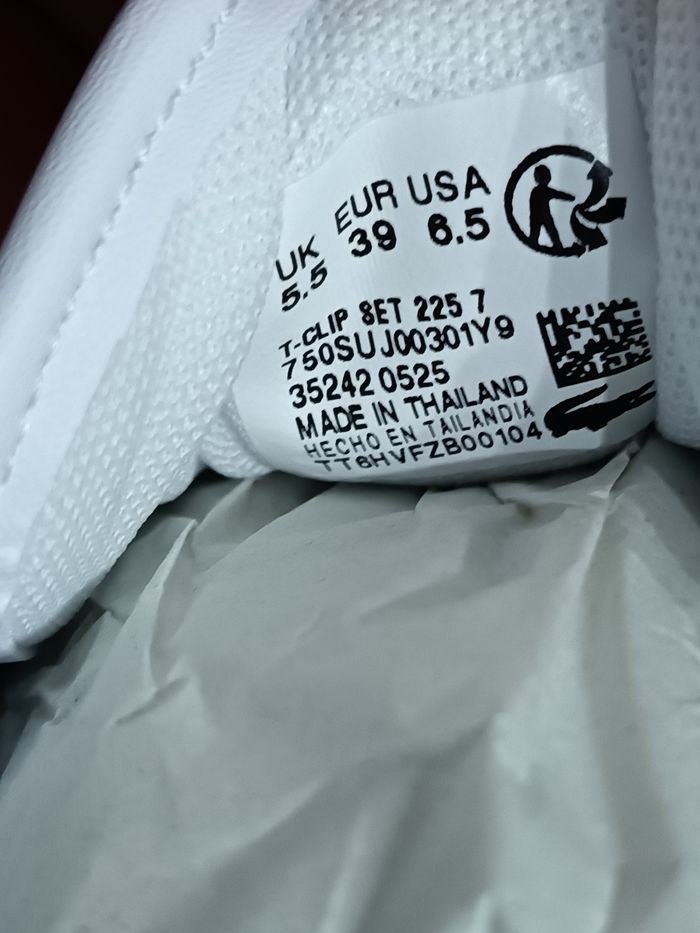 UK EUR USA
5.5 39 6.5
T-CLIP SET 225 7
750SUJ00301Y9
35242 0525
MADE IN THAILAND
HECHO EN TAILANDIA
TT6HVFZB00104